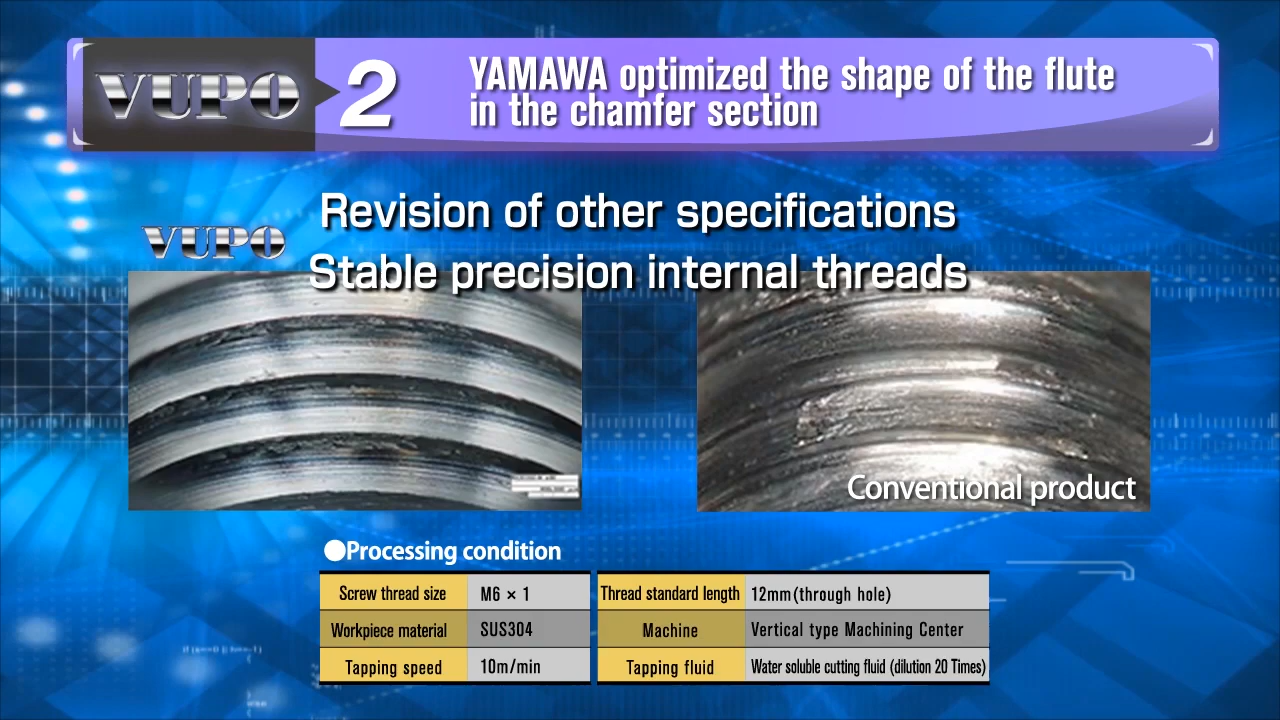 VUPO
2
YAMAWA optimized the shape of the flute
in the chamfer section
Revision of other specifications
VUPO
Stable precision internal threads
Conventional product
●Processing condition
Screw thread size M6 × 1 Thread standard length 12mm(through hole)
Workpiece material SUS304 Machine Vertical type Machining Center
Tapping speed 10m/min Tapping fluid Water soluble cutting fluid (dilution 20 Times)